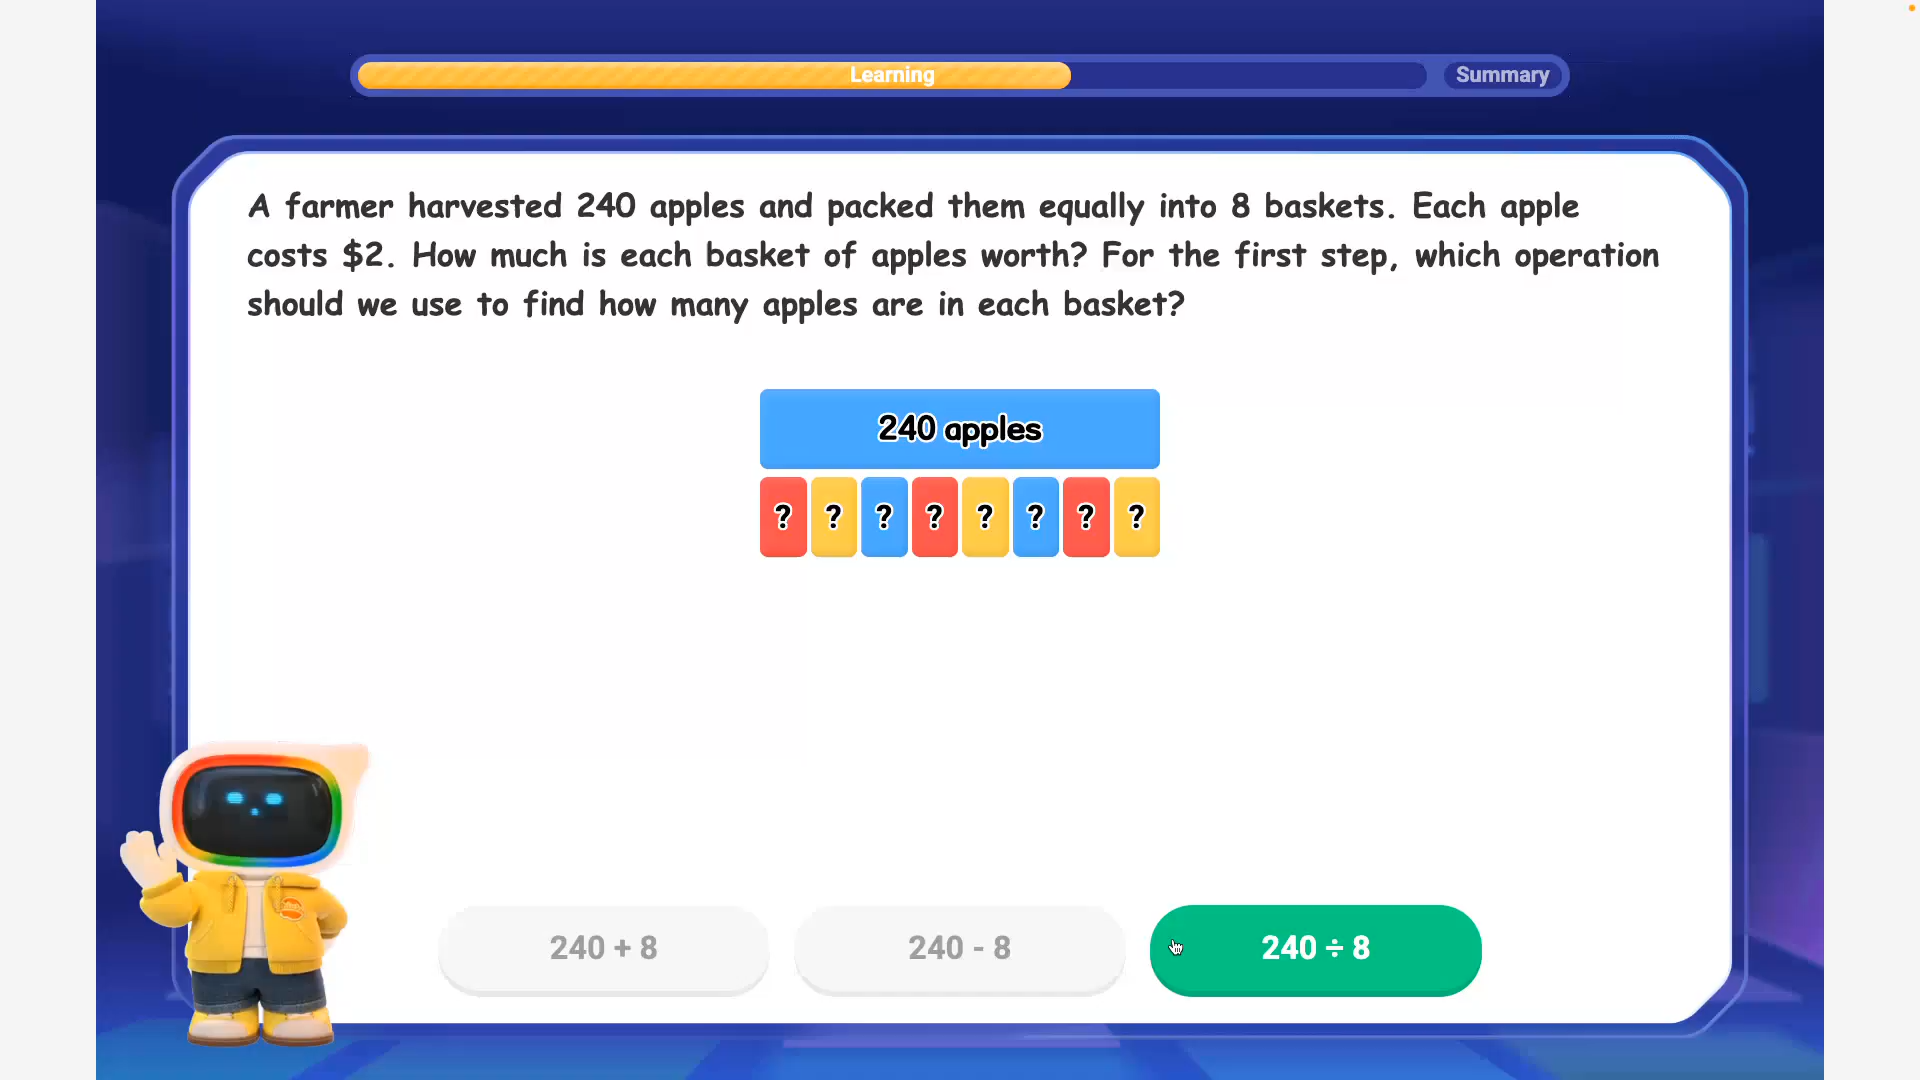 Learning
Summary
A farmer harvested 240 apples and packed them equally into 8 baskets. Each apple
costs $2. How much is each basket of apples worth? For the first step, which operation
should we use to find how many apples are in each basket?
240 apples
? ? ? ? ? ? ? ?
240 + 8
240 - 8
240 ÷ 8